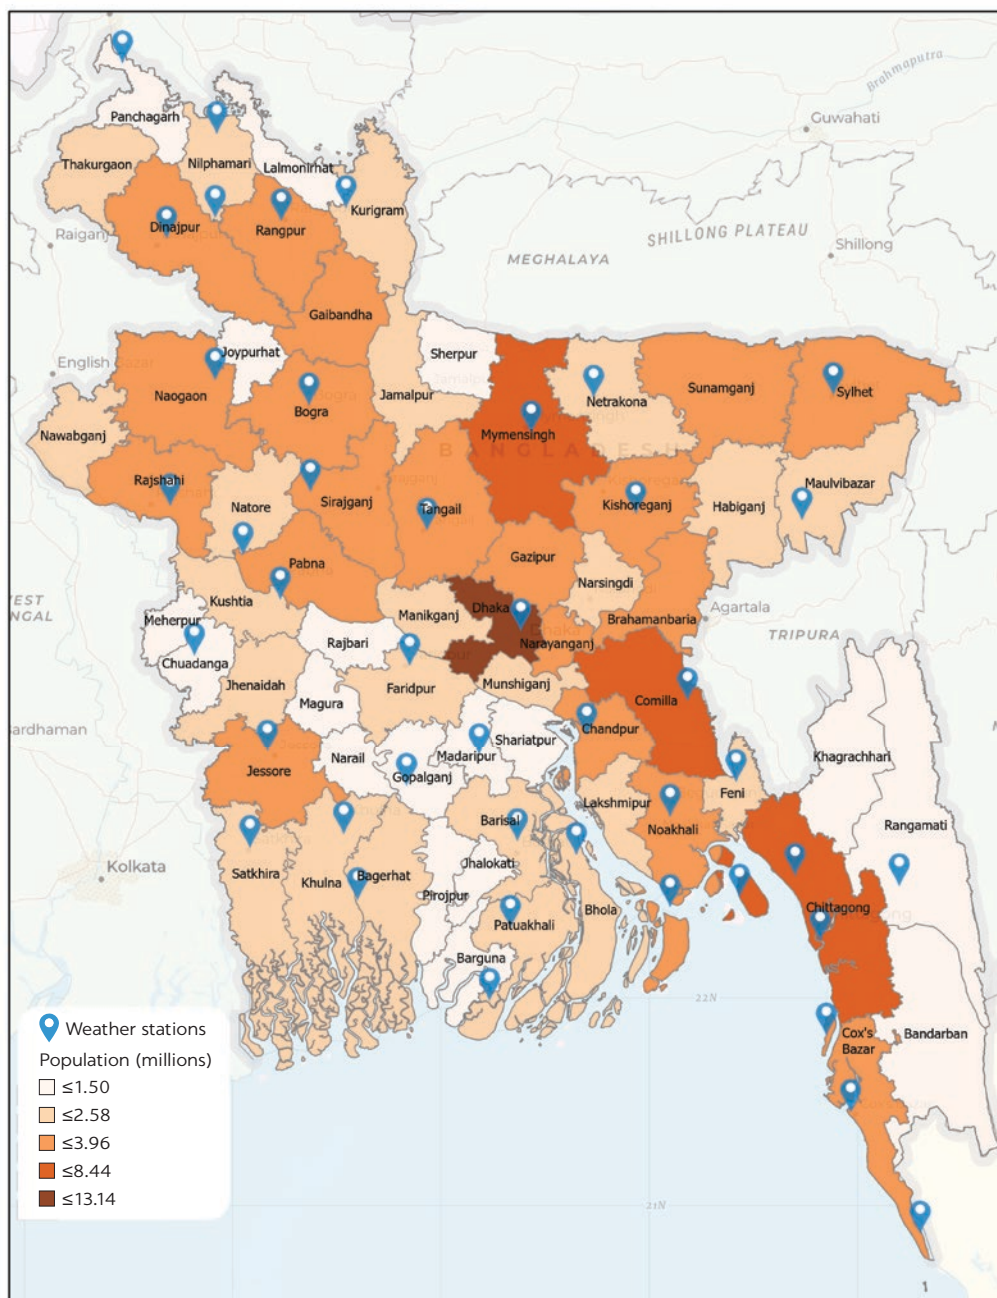 Brahmaputra
Guwahati
Panchagarh
Thakurgaon
Nilphamari
Lalmonirhat
Kurigram
Raiganj
Dinajpur
Rangpur
SHILLONG PLATEAU
Shillong
MEGHALAYA
Gaibandha
English Bazar
Joypurhat
Sherpur
Naogaon
Bogra
Jamalpur
Netrakona
Sunamganj
Sylhet
Nawabganj
Mymensingh
BANGLADESH
Rajshahi
Natore
Sirajganj
Tangail
Kishoreganj
Habiganj
Maulvibazar
Pabna
Gazipur
Narsingdi
Kushtia
Manikganj
Dhaka
Brahamanbaria
Agartala
Meherpur
Rajbari
Narayanganj
TRIPURA
Chuadanga
Jhenaidah
Magura
Faridpur
Munshiganj
Comilla
Chandpur
Narail
Gopalganj
Madaripur
Shariatpur
Khagrachhari
Jessore
Lakshmipur
Feni
Noakhali
Rangamati
Barisal
Kolkata
Satkhira
Khulna
Bagerhat
Jhalokati
Pirojpur
Bhola
Patuakhali
Chittagong
Barguna
22N
Cox's
Bazar
Bandarban
21N
Weather stations
Population (millions)
≤1.50
≤2.58
≤3.96
≤8.44
≤13.14